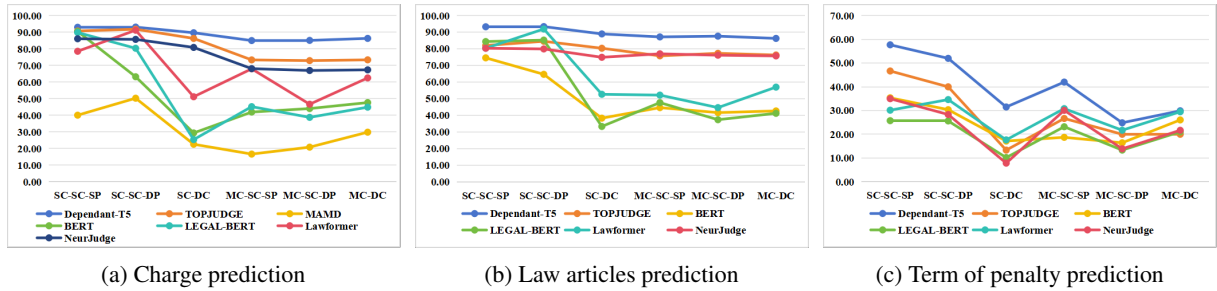 100.00
90.00
80.00
70.00
60.00
50.00
40.00
30.00
20.00
10.00
0.00
SC-SC-SP SC-SC-DP SC-DC MC-SC-SP MC-SC-DP MC-DC
Dependant-T5 TOPJUDGE MAMD
BERT LEGAL-BERT Lawformer
NeurJudge
(a) Charge prediction
100.00
90.00
80.00
70.00
60.00
50.00
40.00
30.00
20.00
10.00
0.00
SC-SC-SP SC-SC-DP SC-DC MC-SC-SP MC-SC-DP MC-DC
Dependant-T5 TOPJUDGE BERT
LEGAL-BERT Lawformer NeurJudge
(b) Law articles prediction
70.00
60.00
50.00
40.00
30.00
20.00
10.00
0.00
SC-SC-SP SC-SC-DP SC-DC MC-SC-SP MC-SC-DP MC-DC
Dependant-T5 TOPJUDGE BERT
LEGAL-BERT Lawformer NeurJudge
(c) Term of penalty prediction